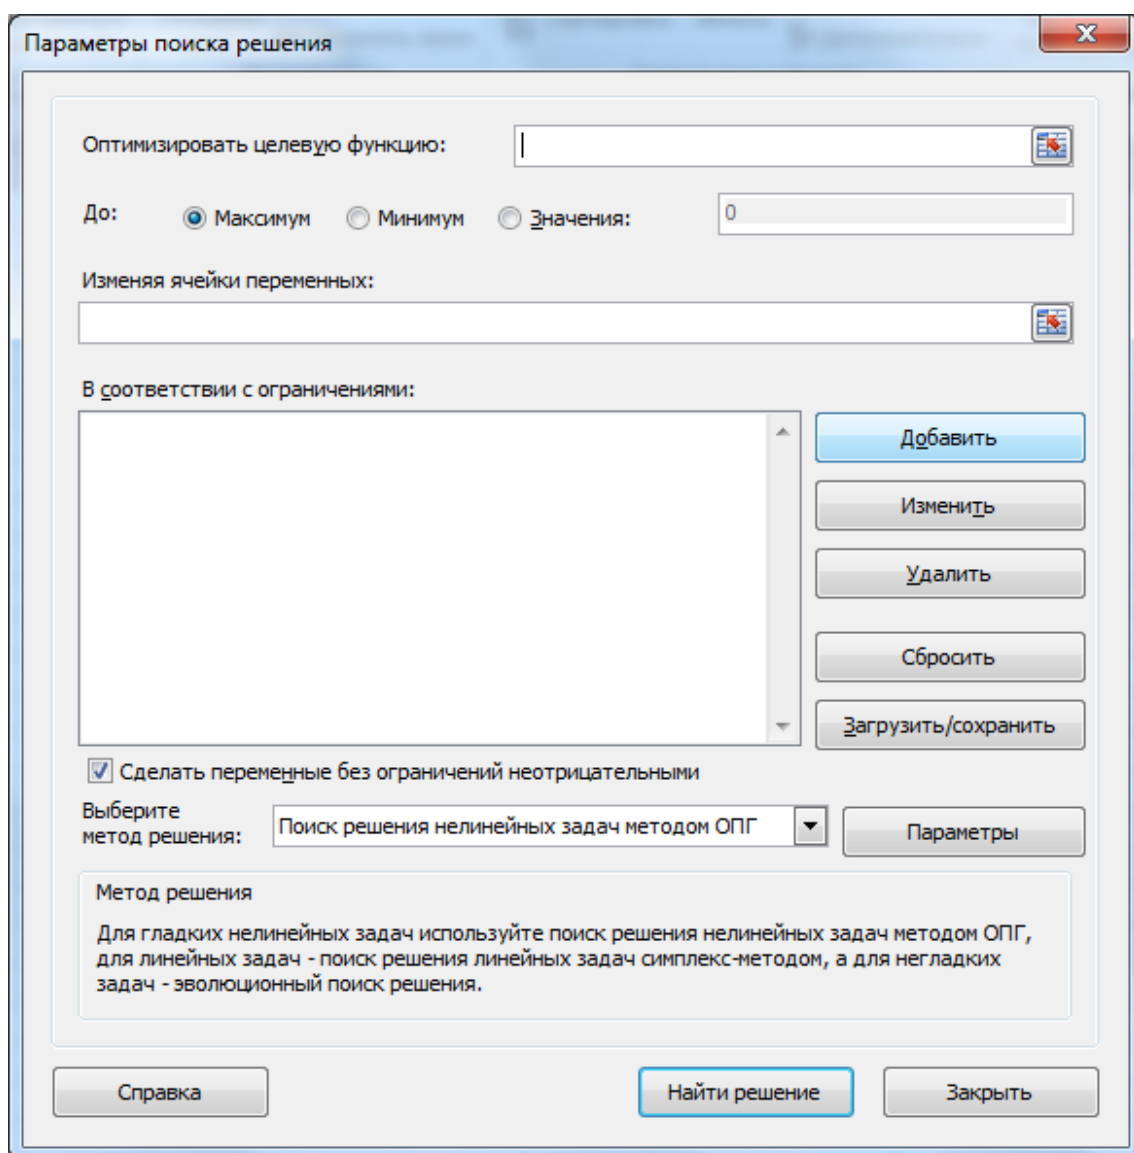 Параметры поиска решения
Оптимизировать целевую функцию:
До: Максимум Минимум Значения: 0
Изменяя ячейки переменных:
В соответствии с ограничениями:
Добавить
Изменить
Удалить
Сбросить
Загрузить/сохранить
Сделать переменные без ограничений неотрицательными
Выберите
метод решения:
Поиск решения нелинейных задач методом ОПГ
Параметры
Метод решения
Для гладких нелинейных задач используйте поиск решения нелинейных задач методом ОПГ,
для линейных задач - поиск решения линейных задач симплекс-методом, а для негладких
задач - эволюционный поиск решения.
Справка Найти решение Закрыть